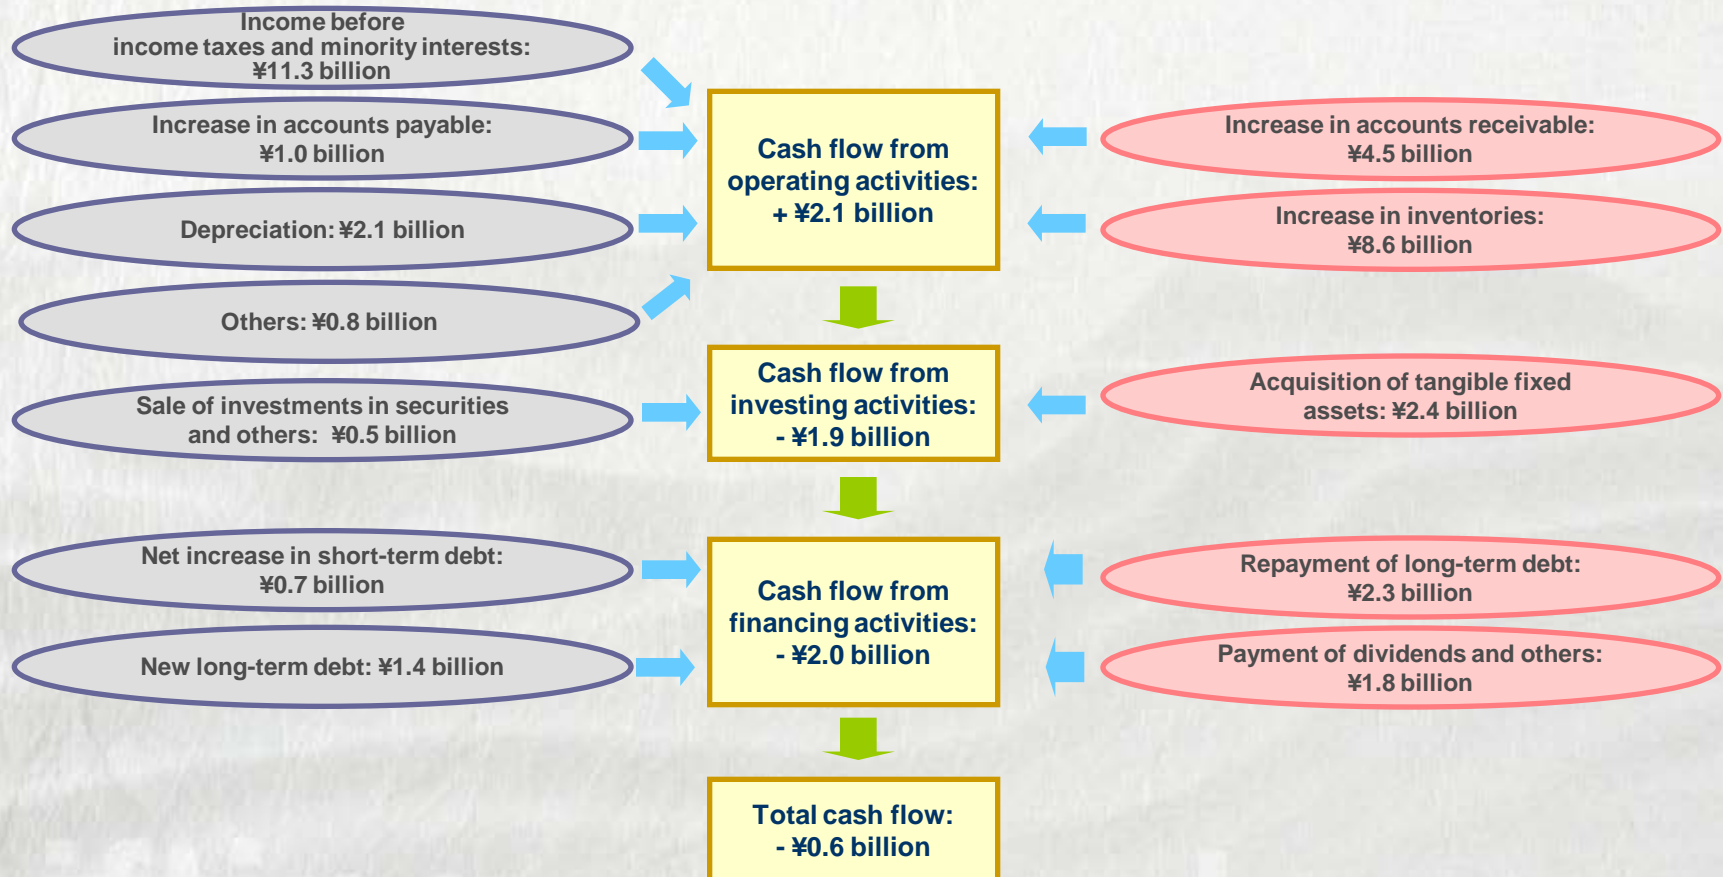 Income before
income taxes and minority interests:
¥11.3 billion
Increase in accounts payable:
¥1.0 billion
Depreciation: ¥2.1 billion
Others: ¥0.8 billion
Cash flow from
operating activities:
+ ¥2.1 billion
Increase in accounts receivable:
¥4.5 billion
Increase in inventories:
¥8.6 billion
Sale of investments in securities
and others: ¥0.5 billion
Cash flow from
investing activities:
- ¥1.9 billion
Acquisition of tangible fixed
assets: ¥2.4 billion
Net increase in short-term debt:
¥0.7 billion
New long-term debt: ¥1.4 billion
Cash flow from
financing activities:
- ¥2.0 billion
Repayment of long-term debt:
¥2.3 billion
Payment of dividends and others:
¥1.8 billion
Total cash flow:
- ¥0.6 billion